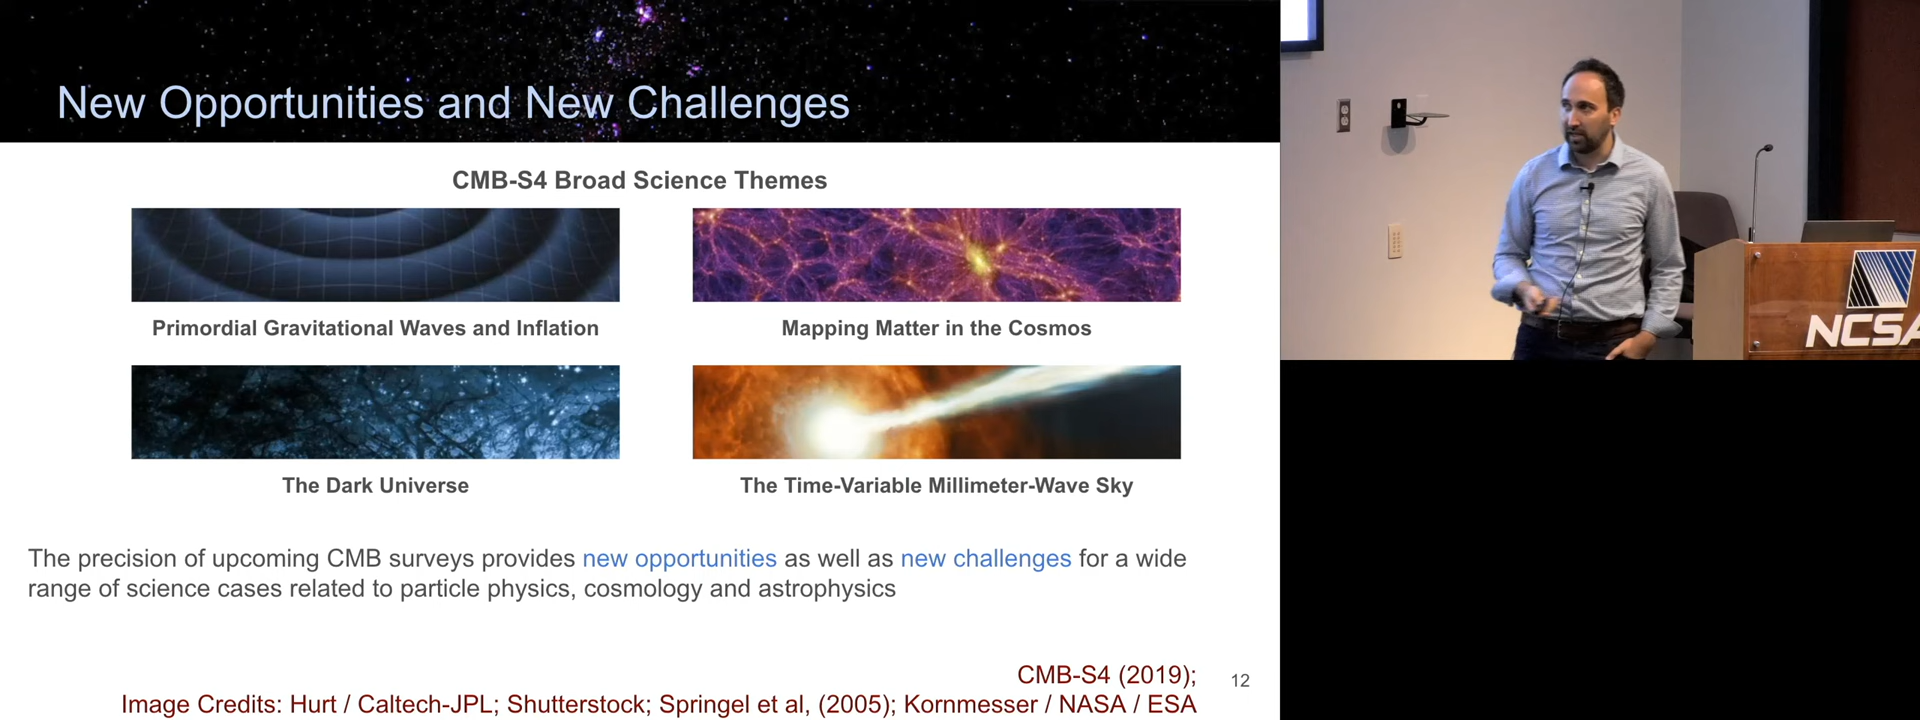 New Opportunities and New Challenges
CMB-S4 Broad Science Themes
Primordial Gravitational Waves and Inflation
Mapping Matter in the Cosmos
The Dark Universe
The Time-Variable Millimeter-Wave Sky
The precision of upcoming CMB surveys provides new opportunities as well as new challenges for a wide
range of science cases related to particle physics, cosmology and astrophysics
CMB-S4 (2019);
Image Credits: Hurt / Caltech-JPL; Shutterstock; Springel et al, (2005); Kornmesser / NASA / ESA
12
NCSA